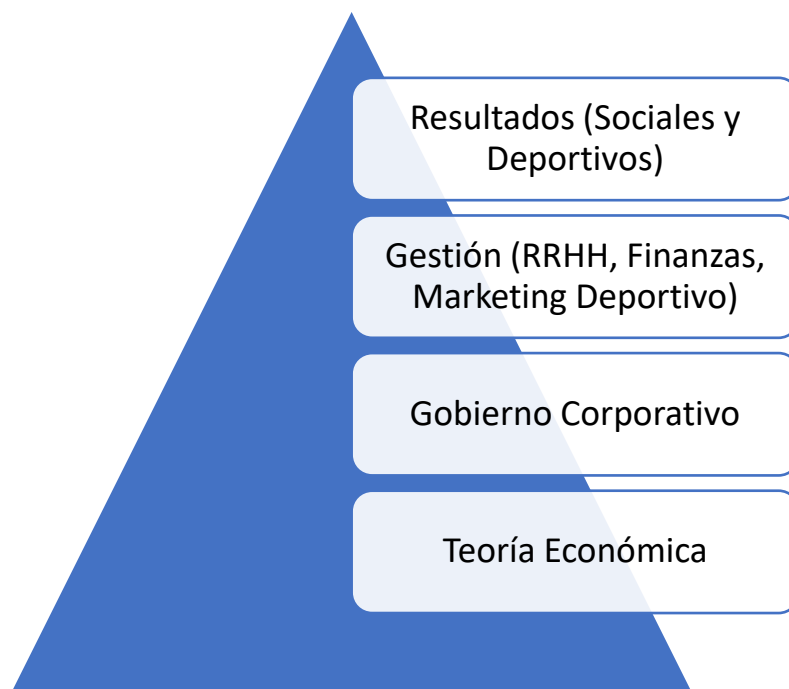 Resultados (Sociales y
Deportivos)
Gestión (RRHH, Finanzas,
Marketing Deportivo)
Gobierno Corporativo
Teoría Económica